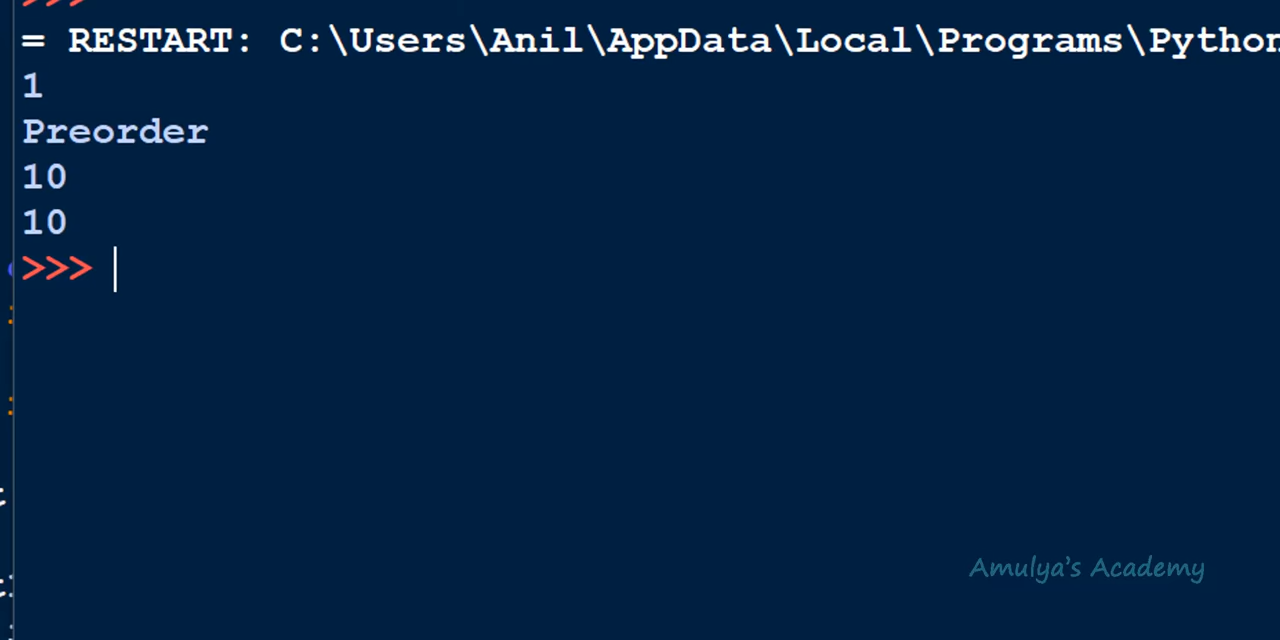 >>>
= RESTART: C:\Users\Anil\AppData\Local\Programs\Python
1
Preorder
10
10
>>>
Amulya's Academy